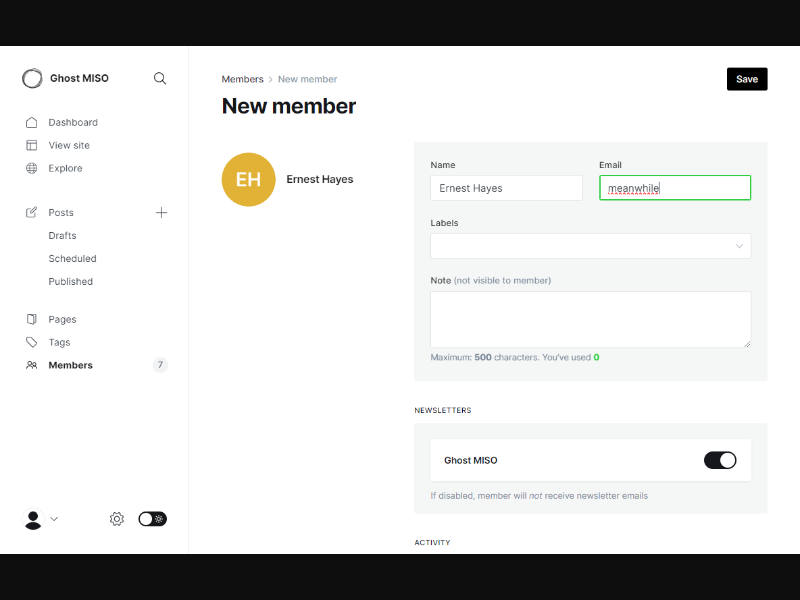 Ghost MISO
Dashboard
View site
Explore
Posts
Drafts
Scheduled
Published
Pages
Tags
Members 7
Members > New member
Save
New member
EH
Ernest Hayes
Name
Email
Ernest Hayes
meanwhile
Labels
Note (not visible to member)
Maximum: 500 characters. You've used 0
NEWSLETTERS
Ghost MISO
If disabled, member will not receive newsletter emails
ACTIVITY